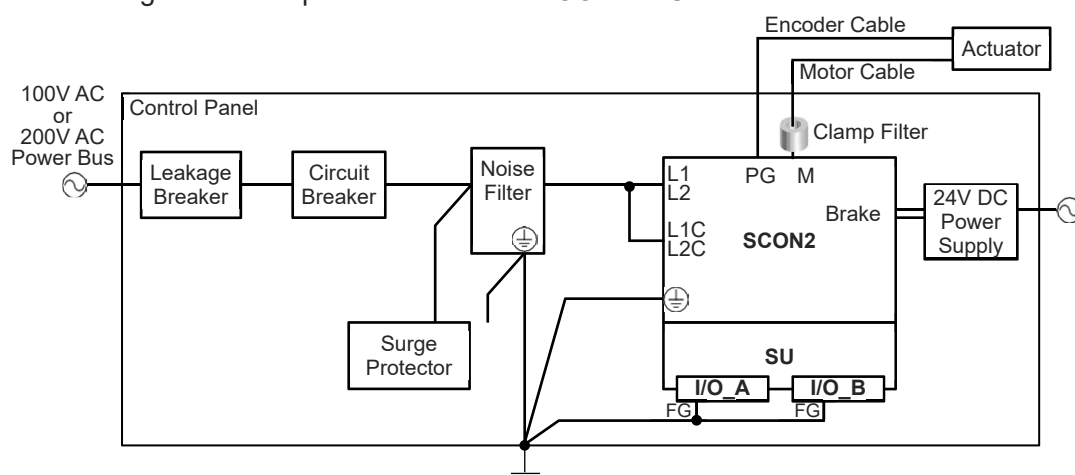 Encoder Cable
Actuator
Motor Cable
100V AC
or
200V AC
Power Bus
Control Panel
Clamp Filter
Leakage
Breaker
Circuit
Breaker
Noise
Filter
L1
L2
PG M
L1C
L2C
SCON2
Brake
24V DC
Power
Supply
Surge
Protector
SU
I/O_A
I/O_B
FG
FG